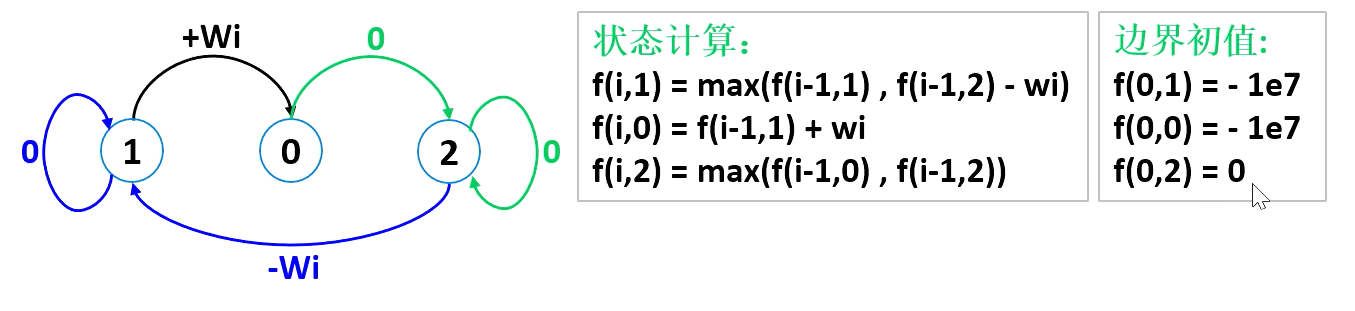 +Wi
0
0
1
0
2
0
-Wi
状态计算：
f(i,1) = max(f(i-1,1) , f(i-1,2) - wi)
f(i,0) = f(i-1,1) + wi
f(i,2) = max(f(i-1,0) , f(i-1,2))
边界初值:
f(0,1) = - 1e7
f(0,0) = - 1e7
f(0,2) = 0